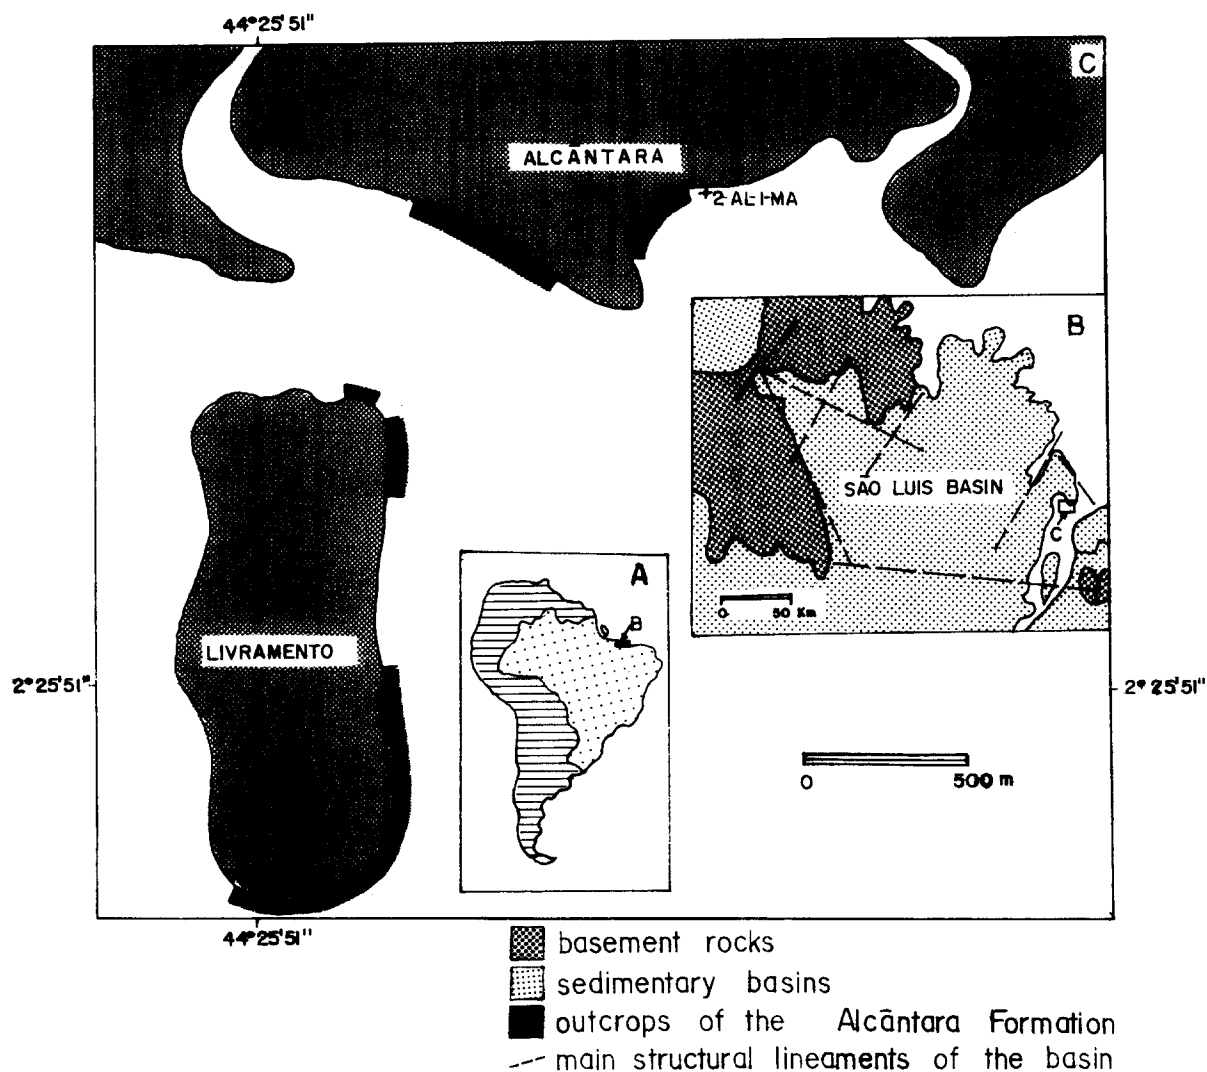 44°25'51"
C
ALCÃNTARA
+2-AL-1-MA
B
SÃO LUIS BASIN
C
0 50 Km
A
B
LIVRAMENTO
2°25'51"
2°25'51"
0 500 m
44°25'51"
basement rocks
sedimentary basins
outcrops of the Alcãntara Formation
main structural lineaments of the basin